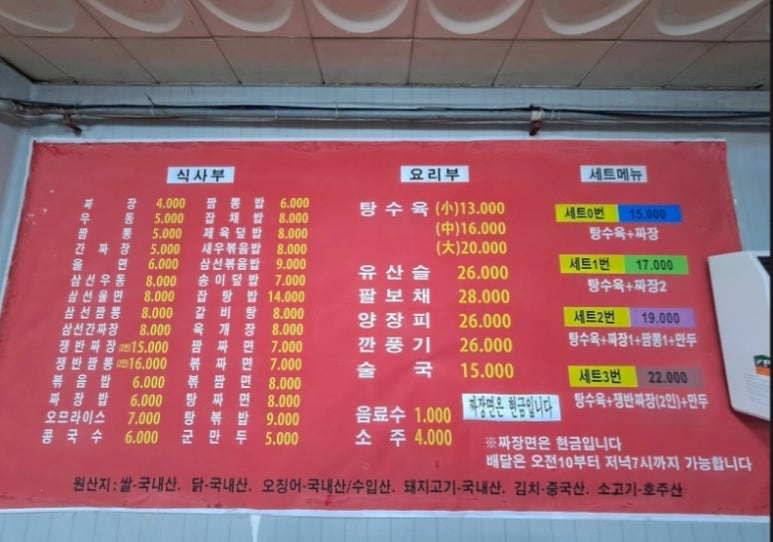 식사부
짜장 4.000
우동 5.000
짬뽕 5.000
간짜장 5.000
울면 6.000
삼선우동 8.000
삼선울면 8.000
삼선짬뽕 8.000
삼선간짜장 8.000
쟁반짜장(2인)15.000
쟁반짬뽕(2인)16.000
볶음밥 6.000
짜장밥 6.000
오므라이스 7.000
콩국수 6.000
짬뽕밥 6.000
잡채밥 8.000
제육덮밥 8.000
새우볶음밥 8.000
삼선볶음밥 9.000
송이덮밥 7.000
잡탕밥 14.000
갈비탕 8.000
육개장 8.000
짬짜면 7.000
볶짜면 7.000
볶짬면 8.000
탕짜면 8.000
탕볶밥 9.000
군만두 5.000
요리부
탕수육 (小)13.000
(中)16.000
(大)20.000
유산슬 26.000
팔보채 28.000
양장피 26.000
깐풍기 26.000
술국 15.000
음료수 1.000
소주 4.000
짜장면은 현금입니다
세트메뉴
세트0번 15.000
탕수육+짜장
세트1번 17.000
탕수육+짜장2
세트2번 19.000
탕수육+짜장1+짬뽕1+만두
세트3번 22.000
탕수육+쟁반짜장(2인)+만두
※짜장면은 현금입니다
배달은 오전10부터 저녁7시까지 가능합니다
원산지:쌀-국내산. 닭-국내산. 오징어-국내산/수입산. 돼지고기-국내산. 김치-중국산. 소고기-호주산